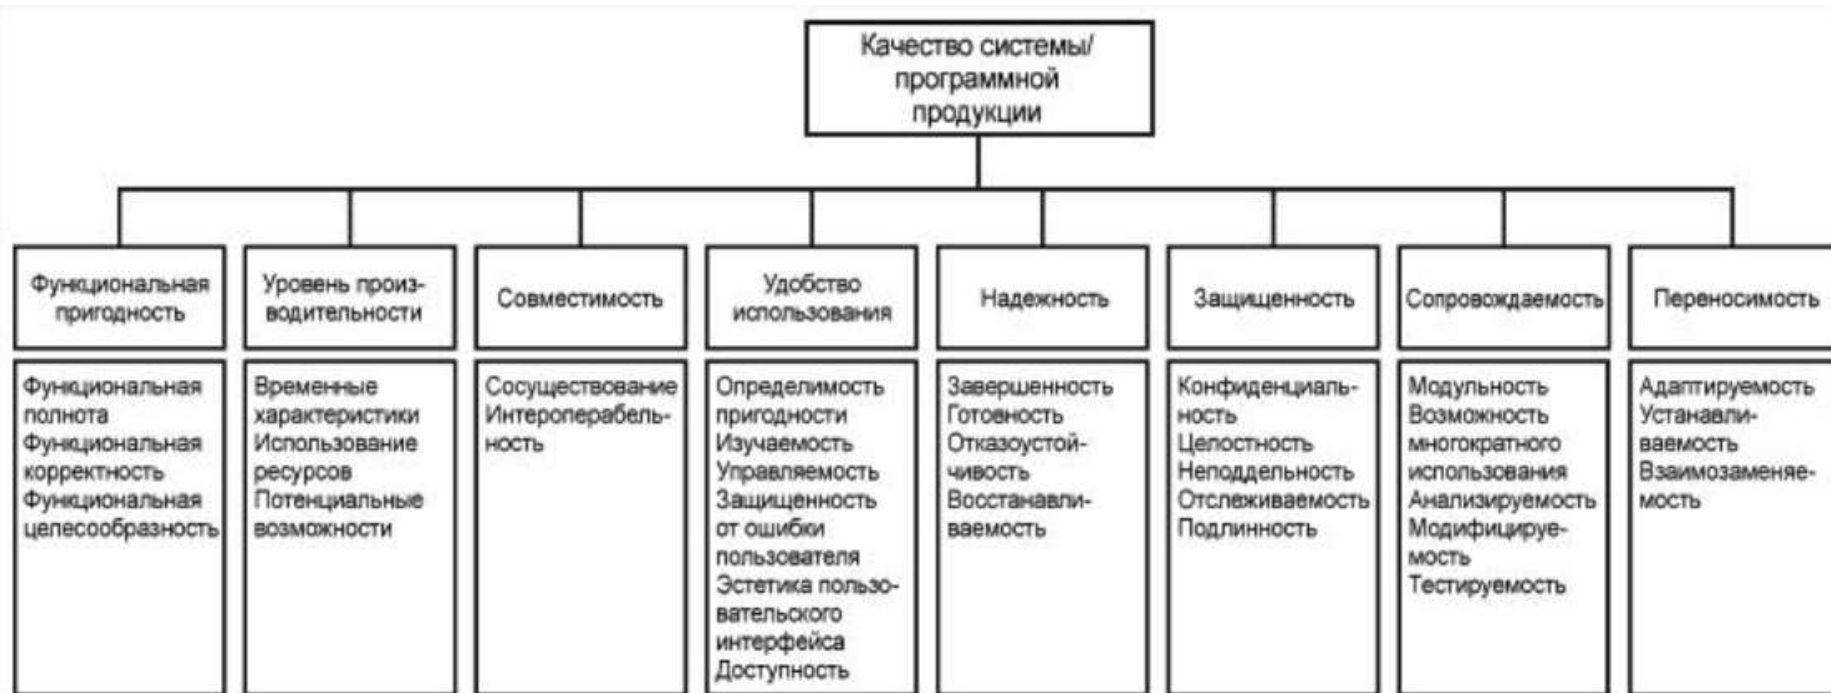 Качество системы/
программной
продукции
Функциональная
пригодность
Уровень произ-
водительности
Совместимость
Удобство
использования
Надежность
Защищенность
Сопровождаемость
Переносимость
Функциональная
полнота
Функциональная
корректность
Функциональная
целесообразность
Временные
характеристики
Использование
ресурсов
Потенциальные
возможности
Сосуществование
Интероперабель-
ность
Определимость
пригодности
Изучаемость
Управляемость
Защищенность
от ошибки
пользователя
Эстетика пользо-
вательского
интерфейса
Доступность
Завершенность
Готовность
Отказоустой-
чивость
Восстанавли-
ваемость
Конфиденциаль-
ность
Целостность
Неподдельность
Отслеживаемость
Подлинность
Модульность
Возможность
многократного
использования
Анализируемость
Модифицируе-
мость
Тестируемость
Адаптируемость
Устанавли-
ваемость
Взаимозаменяе-
мость